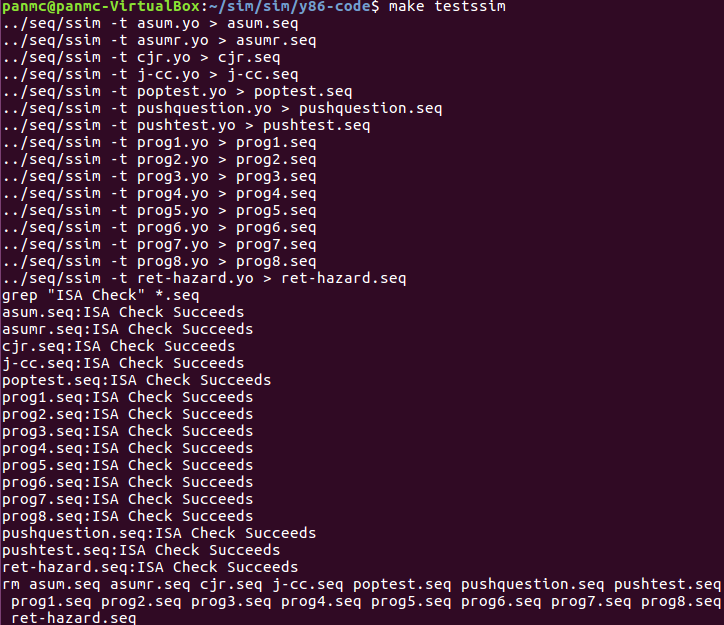 panmc@panmc-VirtualBox:~/sim/sim/y86-code$ make testssim
../seq/ssim -t asum.yo > asum.seq
../seq/ssim -t asumr.yo > asumr.seq
../seq/ssim -t cjr.yo > cjr.seq
../seq/ssim -t j-cc.yo > j-cc.seq
../seq/ssim -t poptest.yo > poptest.seq
../seq/ssim -t pushquestion.yo > pushquestion.seq
../seq/ssim -t pushtest.yo > pushtest.seq
../seq/ssim -t prog1.yo > prog1.seq
../seq/ssim -t prog2.yo > prog2.seq
../seq/ssim -t prog3.yo > prog3.seq
../seq/ssim -t prog4.yo > prog4.seq
../seq/ssim -t prog5.yo > prog5.seq
../seq/ssim -t prog6.yo > prog6.seq
../seq/ssim -t prog7.yo > prog7.seq
../seq/ssim -t prog8.yo > prog8.seq
../seq/ssim -t ret-hazard.yo > ret-hazard.seq
grep "ISA Check" *.seq
asum.seq:ISA Check Succeeds
asumr.seq:ISA Check Succeeds
cjr.seq:ISA Check Succeeds
j-cc.seq:ISA Check Succeeds
poptest.seq:ISA Check Succeeds
prog1.seq:ISA Check Succeeds
prog2.seq:ISA Check Succeeds
prog3.seq:ISA Check Succeeds
prog4.seq:ISA Check Succeeds
prog5.seq:ISA Check Succeeds
prog6.seq:ISA Check Succeeds
prog7.seq:ISA Check Succeeds
prog8.seq:ISA Check Succeeds
pushquestion.seq:ISA Check Succeeds
pushtest.seq:ISA Check Succeeds
ret-hazard.seq:ISA Check Succeeds
rm asum.seq asumr.seq cjr.seq j-cc.seq poptest.seq pushquestion.seq pushtest.seq
 prog1.seq prog2.seq prog3.seq prog4.seq prog5.seq prog6.seq prog7.seq prog8.seq
 ret-hazard.seq